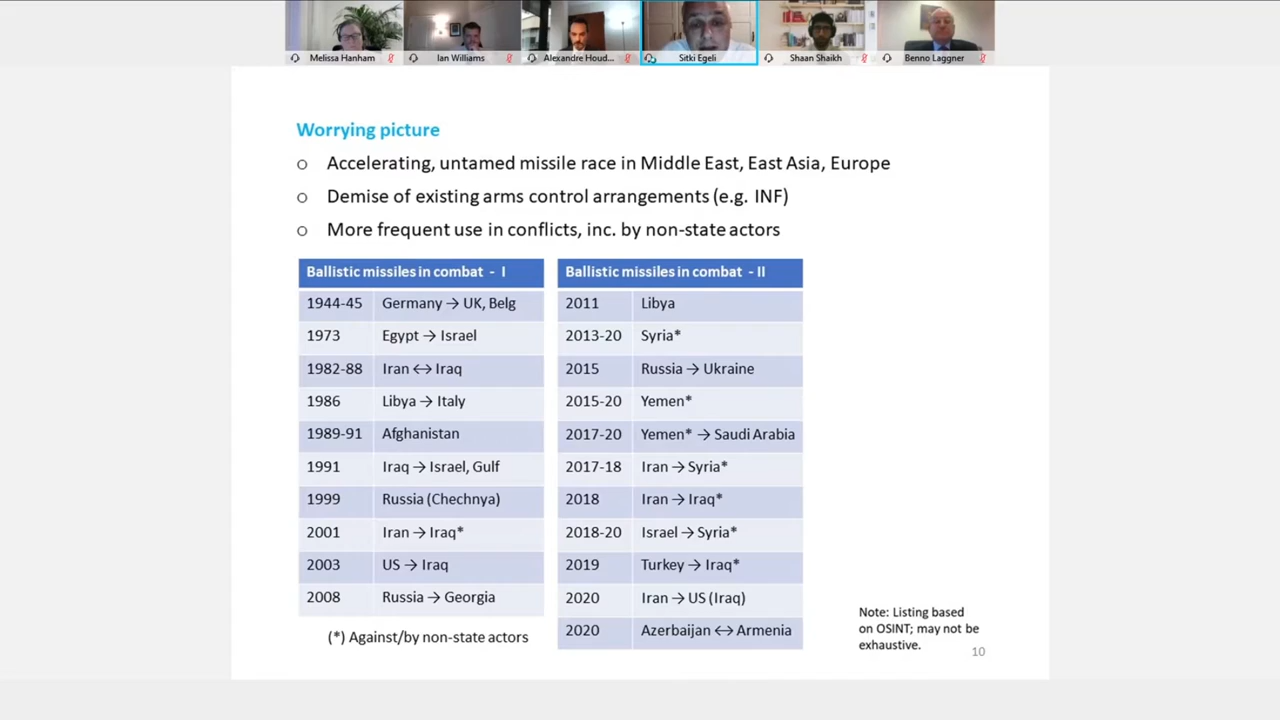 Melissa Hanham
Ian Williams
Alexandre Houd...
Sitki Egeli
Shaan Shaikh
Benno Laggner
Worrying picture
o Accelerating, untamed missile race in Middle East, East Asia, Europe
o Demise of existing arms control arrangements (e.g. INF)
o More frequent use in conflicts, inc. by non-state actors
Ballistic missiles in combat - I
1944-45 Germany → UK, Belg
1973 Egypt → Israel
1982-88 Iran ↔ Iraq
1986 Libya → Italy
1989-91 Afghanistan
1991 Iraq → Israel, Gulf
1999 Russia (Chechnya)
2001 Iran → Iraq*
2003 US → Iraq
2008 Russia → Georgia
(*) Against/by non-state actors
Ballistic missiles in combat - II
2011 Libya
2013-20 Syria*
2015 Russia → Ukraine
2015-20 Yemen*
2017-20 Yemen* → Saudi Arabia
2017-18 Iran → Syria*
2018 Iran → Iraq*
2018-20 Israel → Syria*
2019 Turkey → Iraq*
2020 Iran → US (Iraq)
2020 Azerbaijan ↔ Armenia
Note: Listing based
on OSINT; may not be
exhaustive.
10